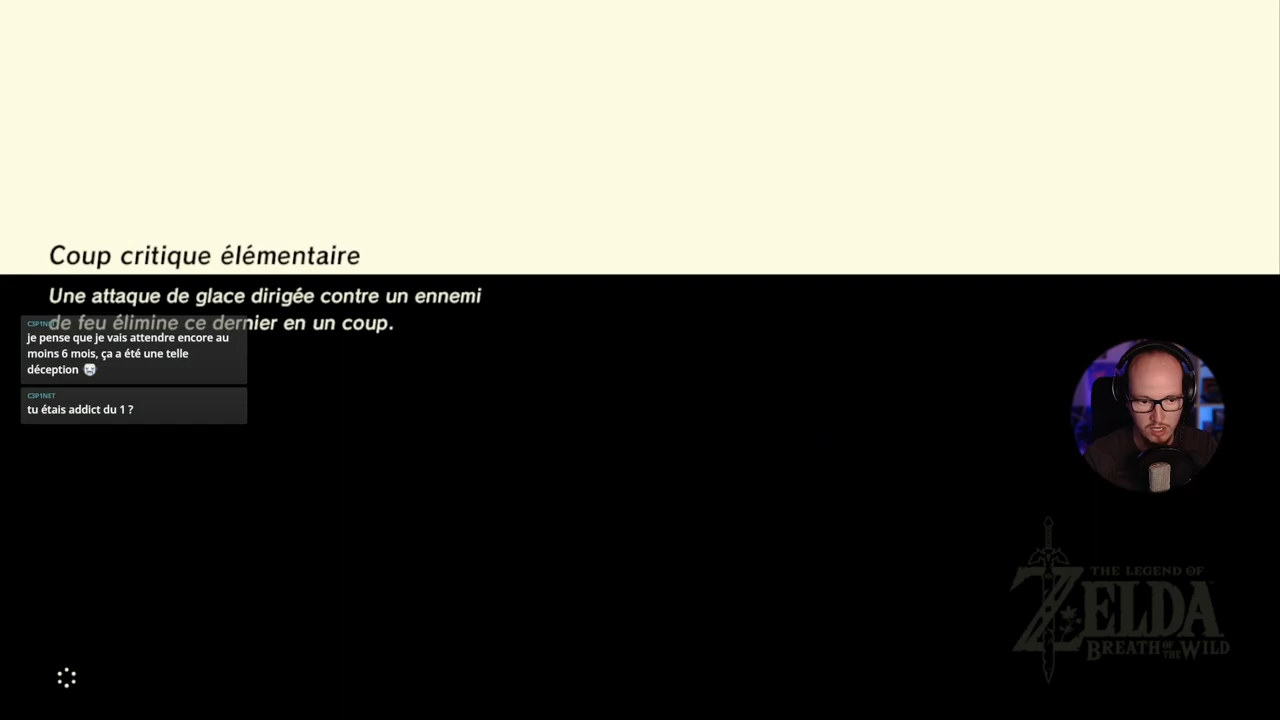 Coup critique élémentaire
Une attaque de glace dirigée contre un ennemi
de feu élimine ce dernier en un coup.
C3P1NET
je pense que je vais attendre encore au
moins 6 mois, ça a été une telle
déception
C3P1NET
tu étais addict du 1 ?
THE LEGEND OF
ZELDA
BREATH OF THE WILD